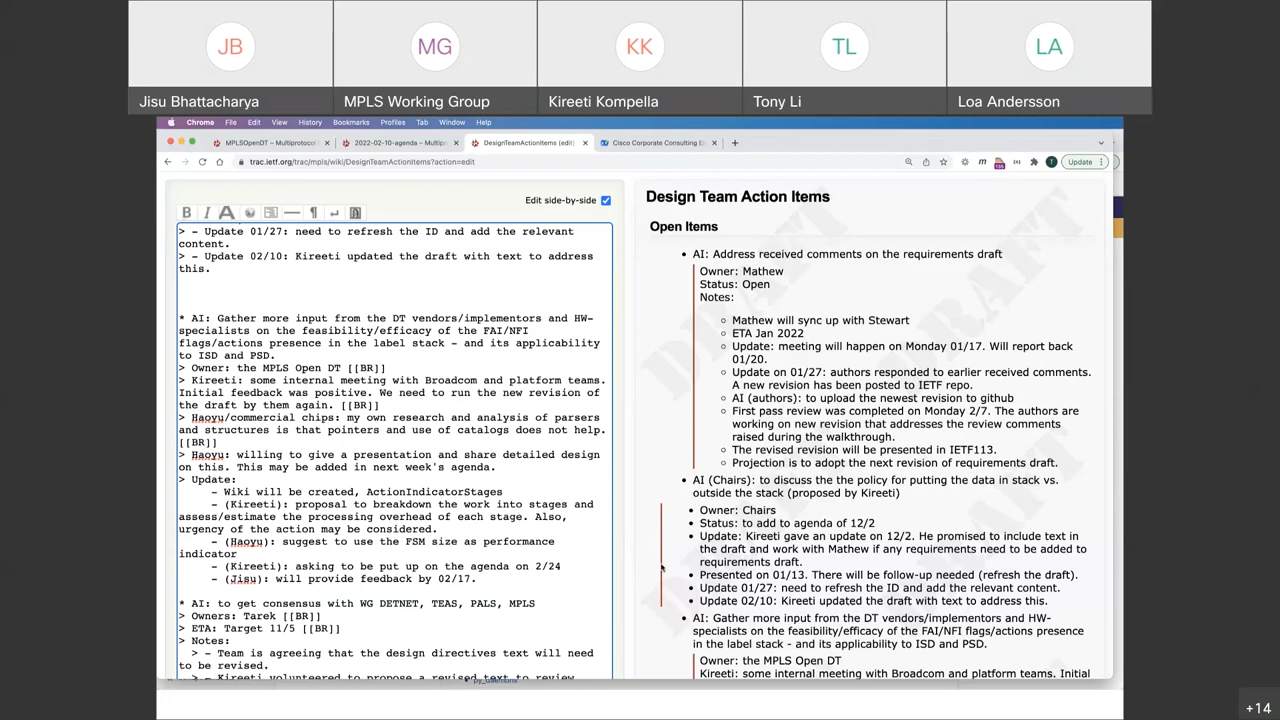 JB
MG
KK
TL
LA
Jisu Bhattacharya
MPLS Working Group
Kireeti Kompella
Tony Li
Loa Andersson
Chrome File Edit View History Bookmarks Profiles Tab Window Help
MPLSOpenDT – Multiprotocol
2022-02-10-agenda – Multipr
DesignTeamActionItems (edit)
Cisco Corporate Consulting E
trac.ietf.org/trac/mpls/wiki/DesignTeamActionItems?action=edit
Update
Edit side-by-side
> - Update 01/27: need to refresh the ID and add the relevant
content.
> - Update 02/10: Kireeti updated the draft with text to address
this.
* AI: Gather more input from the DT vendors/implementors and HW-
specialists on the feasibility/efficacy of the FAI/NFI
flags/actions presence in the label stack - and its applicability
to ISD and PSD.
> Owner: the MPLS Open DT [[BR]]
> Kireeti: some internal meeting with Broadcom and platform teams.
Initial feedback was positive. We need to run the new revision of
the draft by them again. [[BR]]
> Haoyu/commercial chips: my own research and analysis of parsers
and structures is that pointers and use of catalogs does not help.
[[BR]]
> Haoyu: willing to give a presentation and share detailed design
on this. This may be added in next week's agenda.
> Update:
- Wiki will be created, ActionIndicatorStages
- (Kireeti): proposal to breakdown the work into stages and
assess/estimate the processing overhead of each stage. Also,
urgency of the action may be considered.
- (Haoyu): suggest to use the FSM size as performance
indicator
- (Kireeti): asking to be put up on the agenda on 2/24
- (Jisu): will provide feedback by 02/17.
* AI: to get consensus with WG DETNET, TEAS, PALS, MPLS
> Owners: Tarek [[BR]]
> ETA: Target 11/5 [[BR]]
> Notes:
> - Team is agreeing that the design directives text will need
to be revised.
> - Kireeti volunteered to propose a revised text to review
Design Team Action Items
Open Items
• AI: Address received comments on the requirements draft
Owner: Mathew
Status: Open
Notes:
Mathew will sync up with Stewart
ETA Jan 2022
Update: meeting will happen on Monday 01/17. Will report back
01/20.
Update on 01/27: authors responded to earlier received comments.
A new revision has been posted to IETF repo.
AI (authors): to upload the newest revision to github
First pass review was completed on Monday 2/7. The authors are
working on new revision that addresses the review comments
raised during the walkthrough.
The revised revision will be presented in IETF113.
Projection is to adopt the next revision of requirements draft.
• AI (Chairs): to discuss the the policy for putting the data in stack vs.
outside the stack (proposed by Kireeti)
• Owner: Chairs
• Status: to add to agenda of 12/2
• Update: Kireeti gave an update on 12/2. He promised to include text in
the draft and work with Mathew if any requirements need to be added to
requirements draft.
• Presented on 01/13. There will be follow-up needed (refresh the draft).
• Update 01/27: need to refresh the ID and add the relevant content.
• Update 02/10: Kireeti updated the draft with text to address this.
• AI: Gather more input from the DT vendors/implementors and HW-
specialists on the feasibility/efficacy of the FAI/NFI flags/actions presence
in the label stack - and its applicability to ISD and PSD.
Owner: the MPLS Open DT
Kireeti: some internal meeting with Broadcom and platform teams. Initial
DRAFT
DRAFT
+14